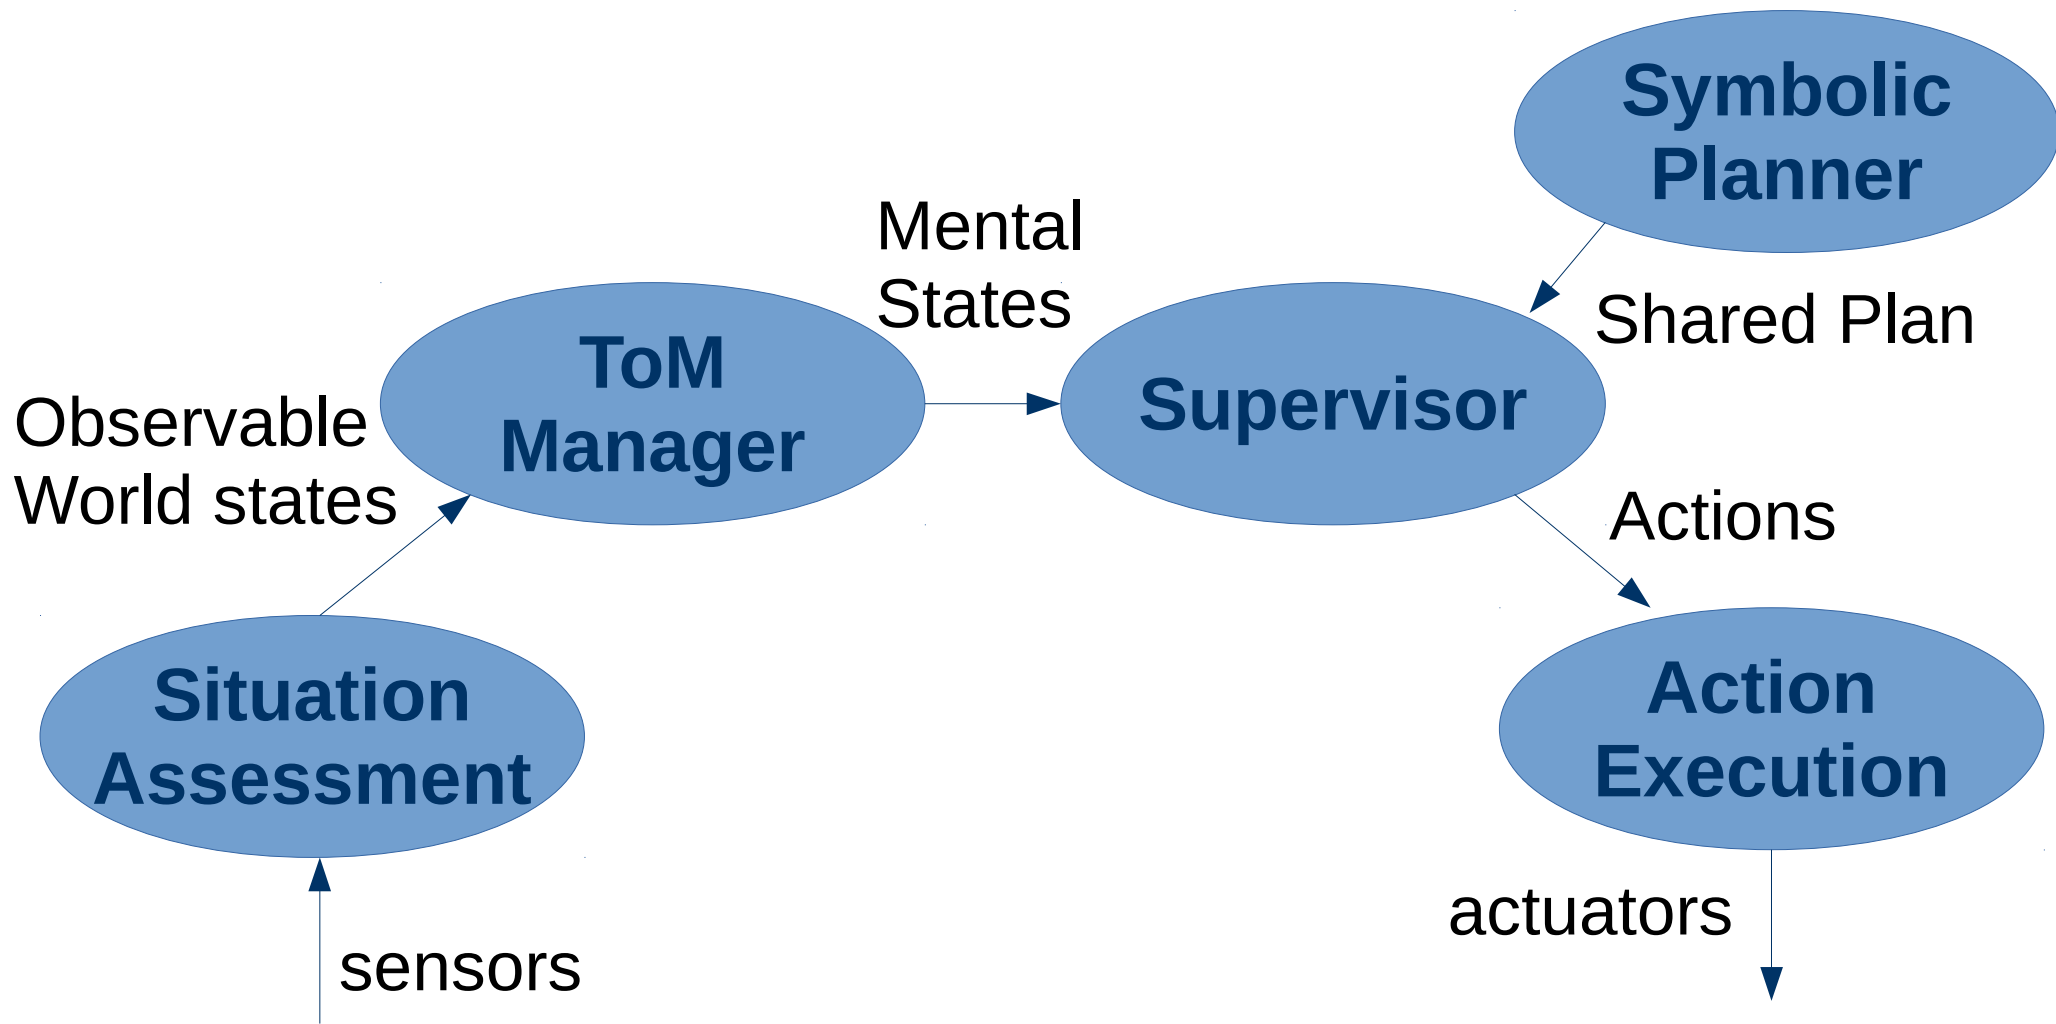 Symbolic
Planner
Mental
States
Shared Plan
ToM
Manager
Supervisor
Observable
World states
Actions
Situation
Assessment
Action
Execution
actuators
sensors